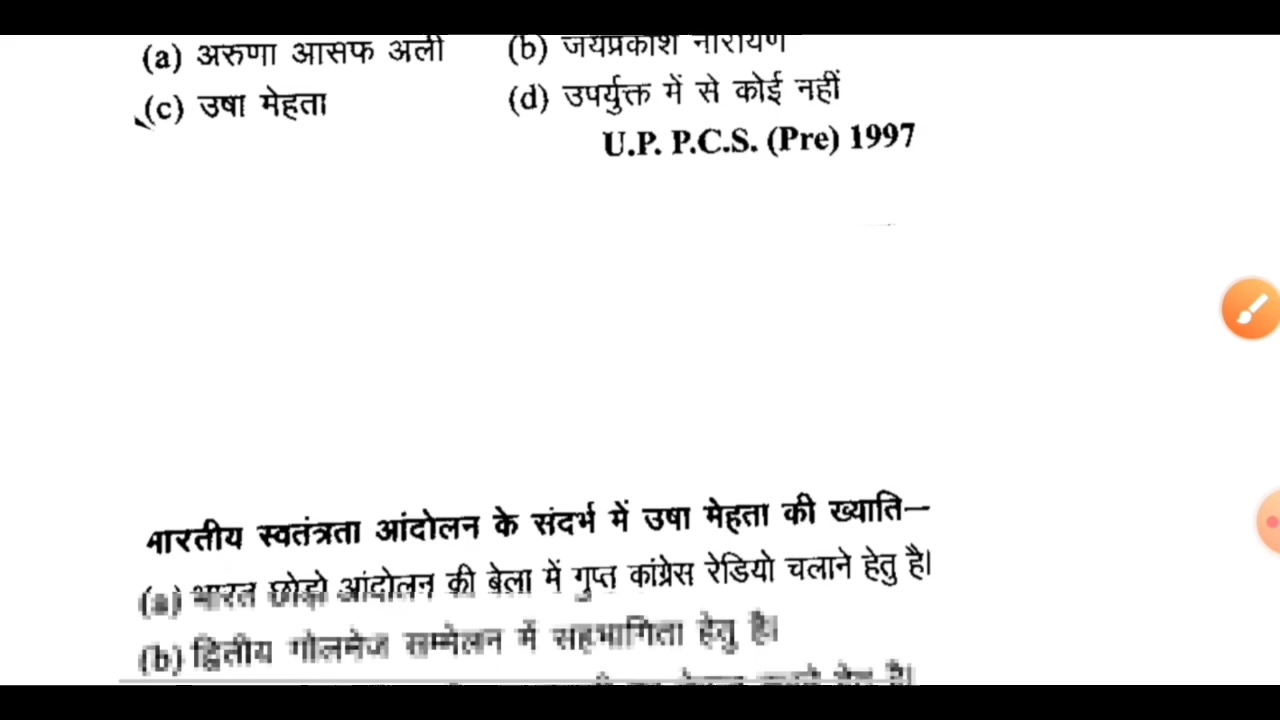 (a) अरुणा आसफ अली (b) जयप्रकाश नारायण
(c) उषा मेहता (d) उपर्युक्त में से कोई नहीं
U.P. P.C.S. (Pre) 1997
भारतीय स्वतंत्रता आंदोलन के संदर्भ में उषा मेहता की ख्याति–
(a) भारत छोड़ो आंदोलन की बेला में गुप्त कांग्रेस रेडियो चलाने हेतु है।
(b) द्वितीय गोलमेज सम्मेलन में सहभागिता हेतु है।